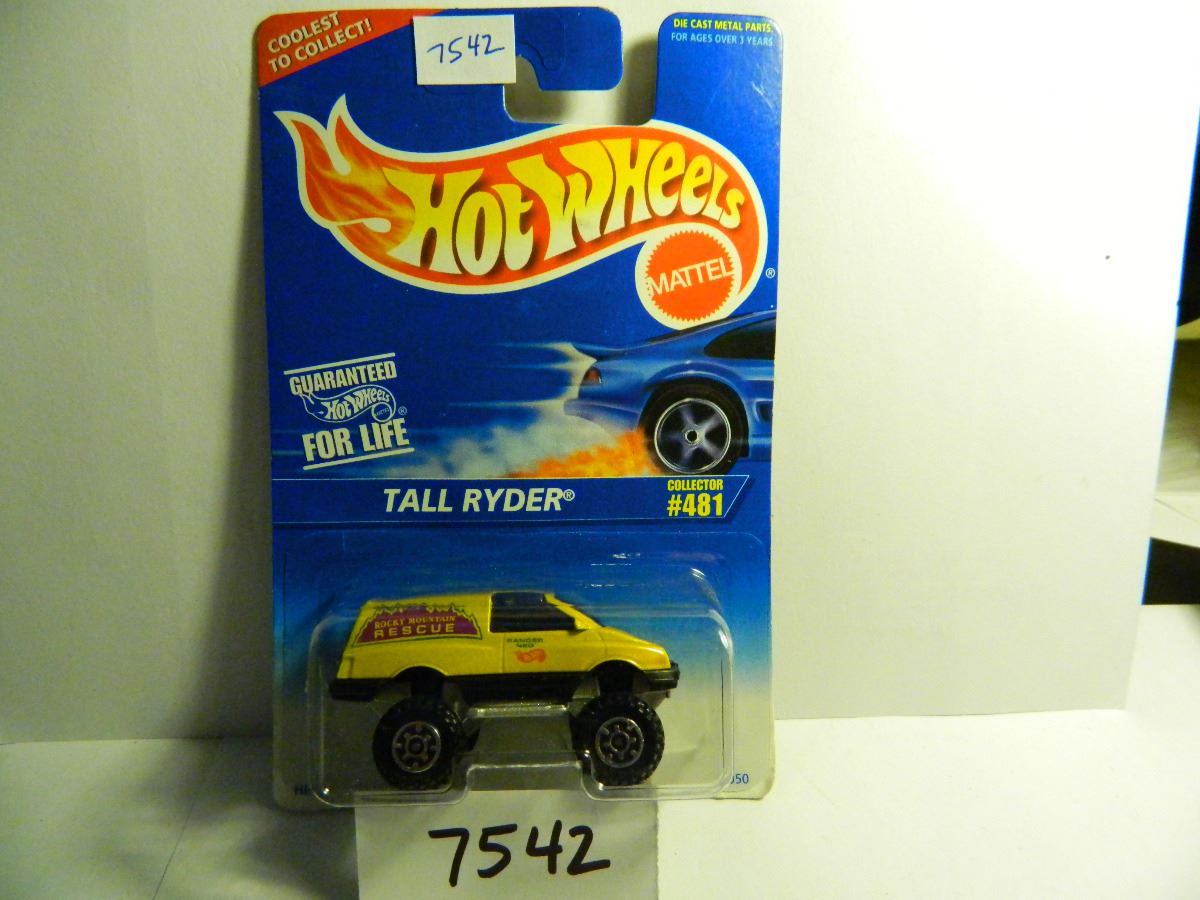 COOLEST
TO COLLECT!
7542
DIE CAST METAL PARTS.
FOR AGES OVER 3 YEARS
HOT WHEELS
MATTEL
®
GUARANTEED
HOT WHEELS
®
FOR LIFE
TALL RYDER®
COLLECTOR
#481
ROCKY MOUNTAIN
RESCUE
RANGER
7542